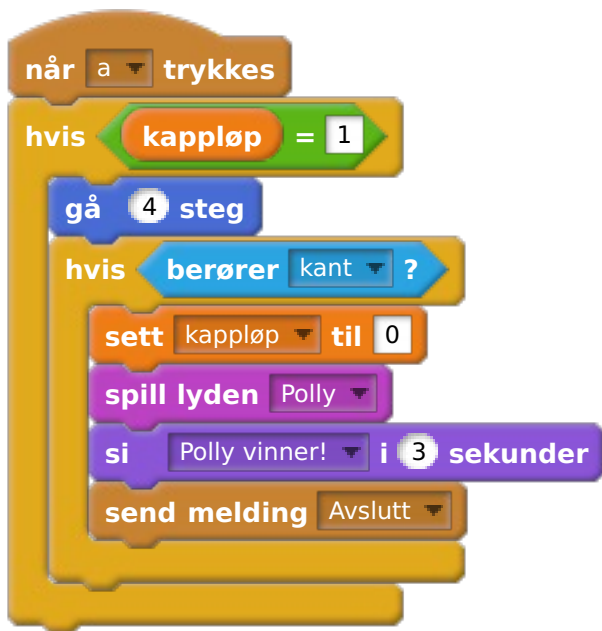 når a trykkes
hvis kappløp = 1
gå 4 steg
hvis berører kant ?
sett kappløp til 0
spill lyden Polly
si Polly vinner! i 3 sekunder
send melding Avslutt